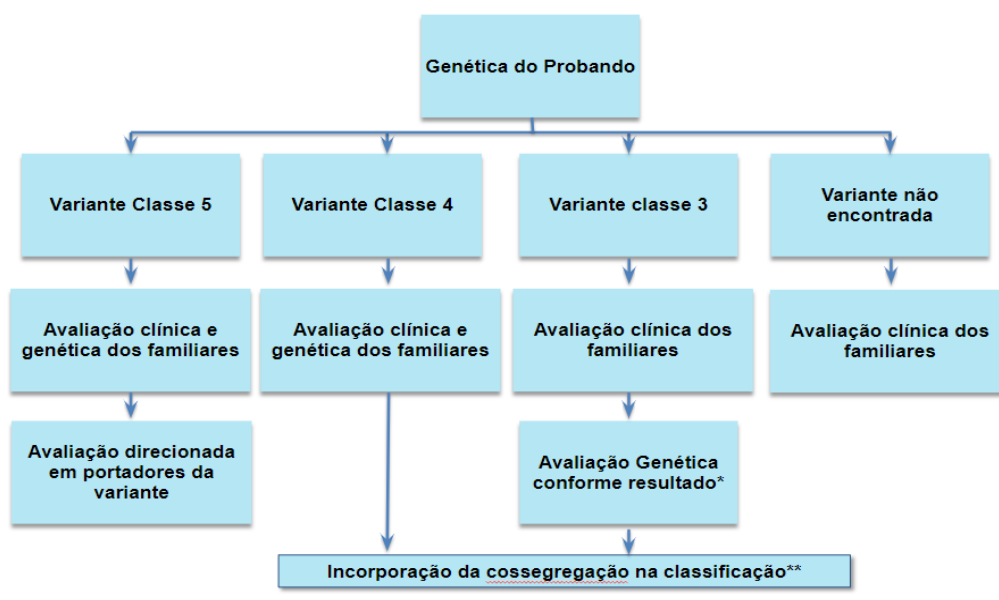 Genética do Probando
Variante Classe 5
Variante Classe 4
Variante classe 3
Variante não
encontrada
Avaliação clínica e
genética dos familiares
Avaliação clínica e
genética dos familiares
Avaliação clínica dos
familiares
Avaliação clínica dos
familiares
Avaliação direcionada
em portadores da
variante
Avaliação Genética
conforme resultado*
Incorporação da cossegregação na classificação**